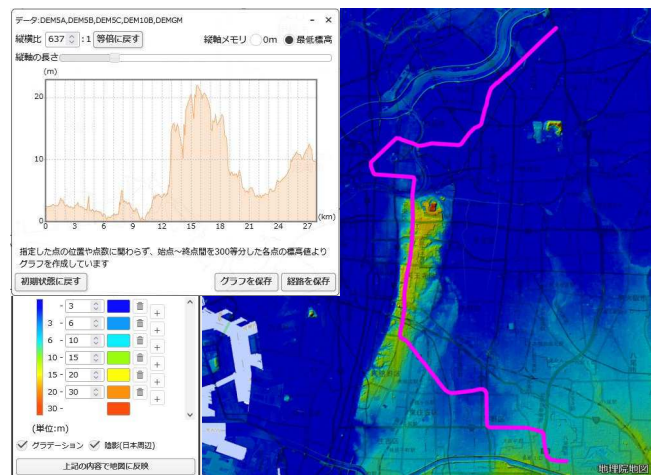 データ:DEM5A,DEM5B,DEM5C,DEM10B,DEMGM － ×
縦横比 637 :1 等倍に戻す 縦軸メモリ 0m 最低標高
縦軸の長さ
(m)
20
10
0
0 3 6 9 12 15 18 21 24 27 (km)
指定した点の位置や点数に関わらず、始点～終点間を300等分した各点の標高値より
グラフを作成しています
初期状態に戻す グラフを保存 経路を保存
- 3
3 - 6
6 - 10
10 - 15
15 - 20
20 - 30
30 -
(単位:m)
グラデーション 陰影(日本周辺)
上記の内容で地図に反映
地理院地図